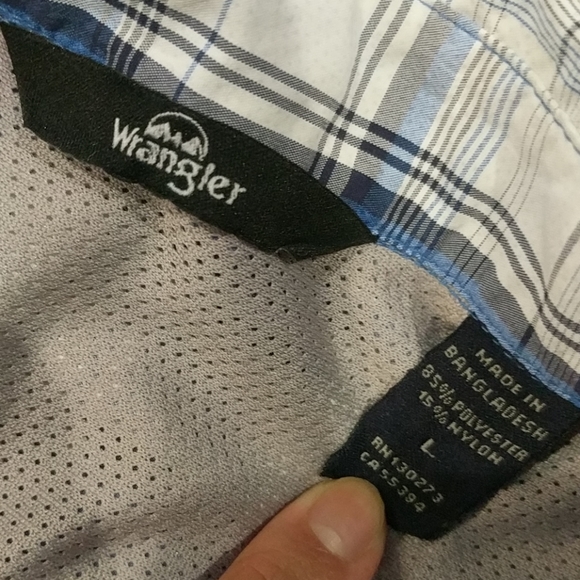 Wrangler
MADE IN
BANGLADESH
85% POLYESTER
15% NYLON
L
RN130273
CA55394